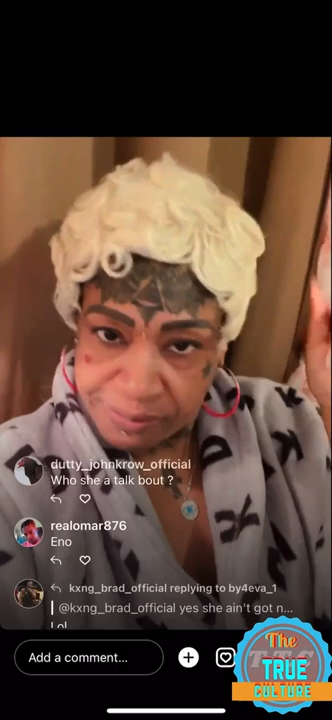 dutty_johnkrow_official
Who she a talk bout ?
realomar876
Eno
kxng_brad_official replying to by4eva_1
@kxng_brad_official yes she ain't got n...
Lol
Add a comment...
The
TRUE
CULTURE